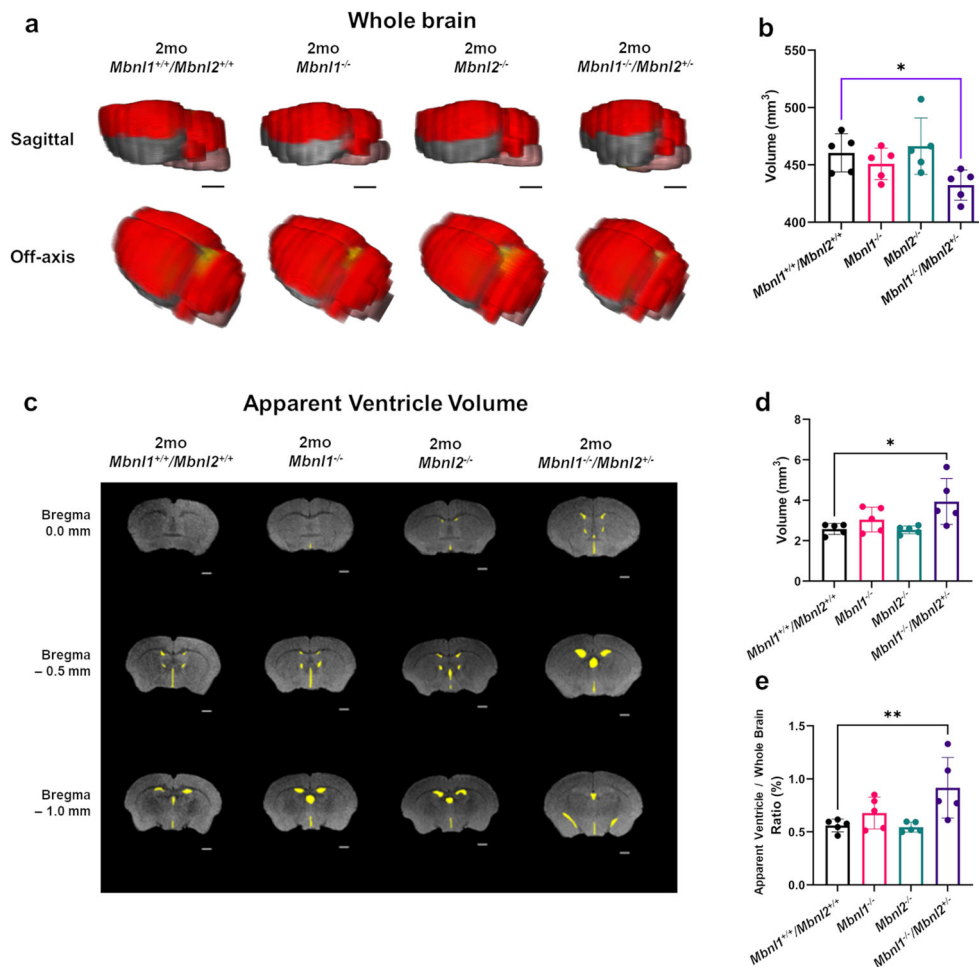 a
Whole brain
2mo
Mbnl1+/+/Mbnl2+/+
2mo
Mbnl1-/-
2mo
Mbnl2-/-
2mo
Mbnl1-/-/Mbnl2+/-
Sagittal
Off-axis
b
550
500
450
400
Volume (mm3)
*
Mbnl1+/+/Mbnl2+/+
Mbnl1-/-
Mbnl2-/-
Mbnl1-/-/Mbnl2+/-
c
Apparent Ventricle Volume
2mo
Mbnl1+/+/Mbnl2+/+
2mo
Mbnl1-/-
2mo
Mbnl2-/-
2mo
Mbnl1-/-/Mbnl2+/-
Bregma
0.0 mm
Bregma
– 0.5 mm
Bregma
– 1.0 mm
d
8
6
4
2
0
Volume (mm3)
*
Mbnl1+/+/Mbnl2+/+
Mbnl1-/-
Mbnl2-/-
Mbnl1-/-/Mbnl2+/-
e
1.5
1.0
0.5
0.0
Apparent Ventricle / Whole Brain
Ratio (%)
**
Mbnl1+/+/Mbnl2+/+
Mbnl1-/-
Mbnl2-/-
Mbnl1-/-/Mbnl2+/-